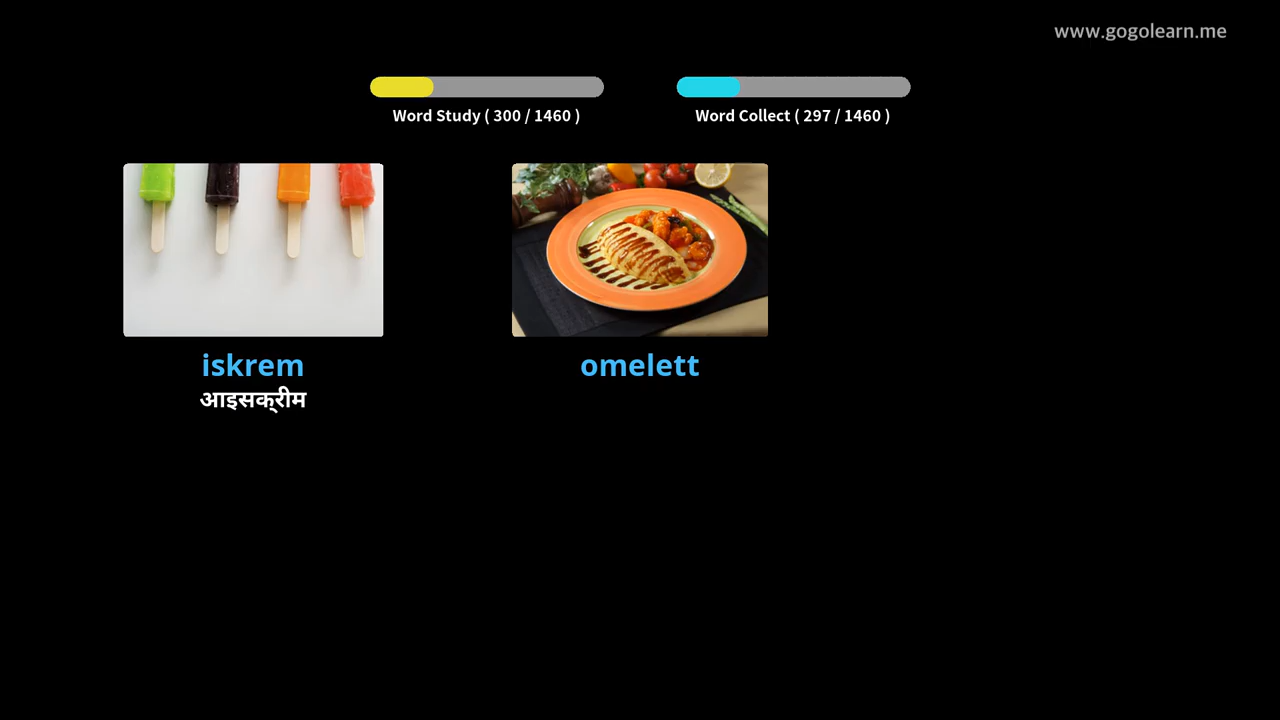 www.gogolearn.me
Word Study ( 300 / 1460 )
Word Collect ( 297 / 1460 )
iskrem
omelett
आइसक्रीम